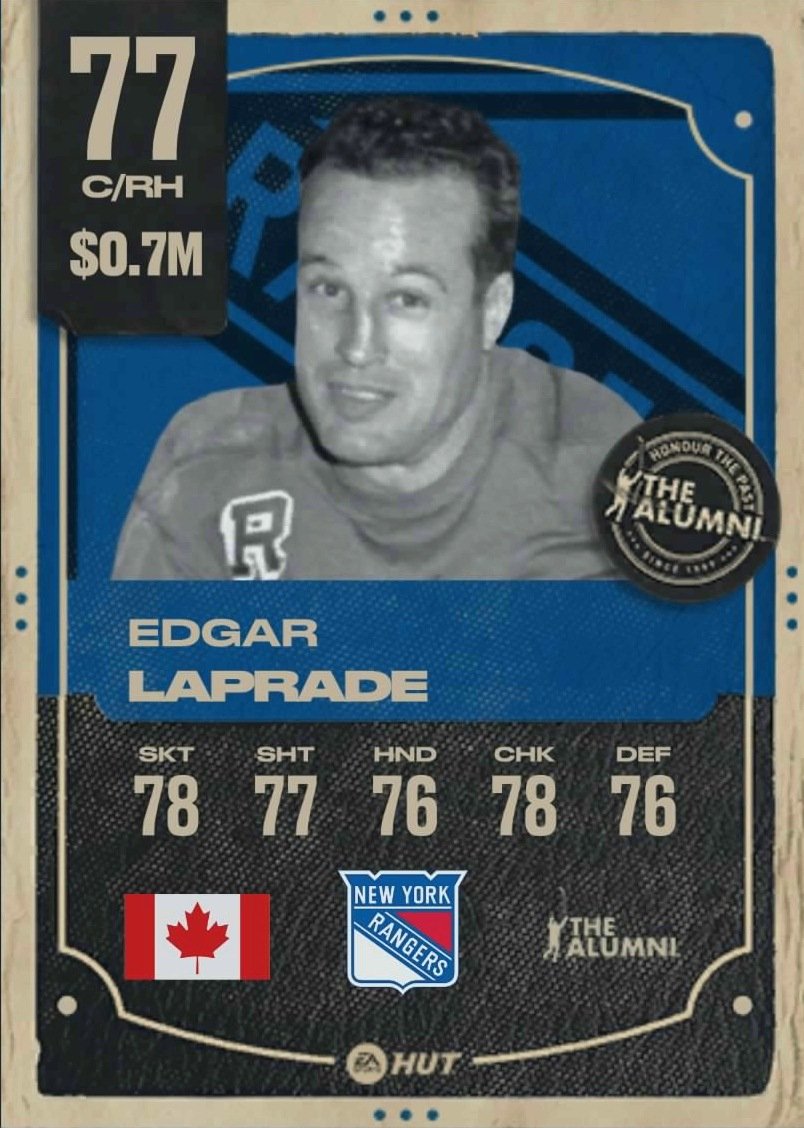 77
C/RH
$0.7M
R
HONOUR THE PAST
THE
ALUMNI
EDGAR
LAPRADE
SKT SHT HND CHK DEF
78 77 76 78 76
NEW YORK
RANGERS
THE
ALUMNI
EA
HUT